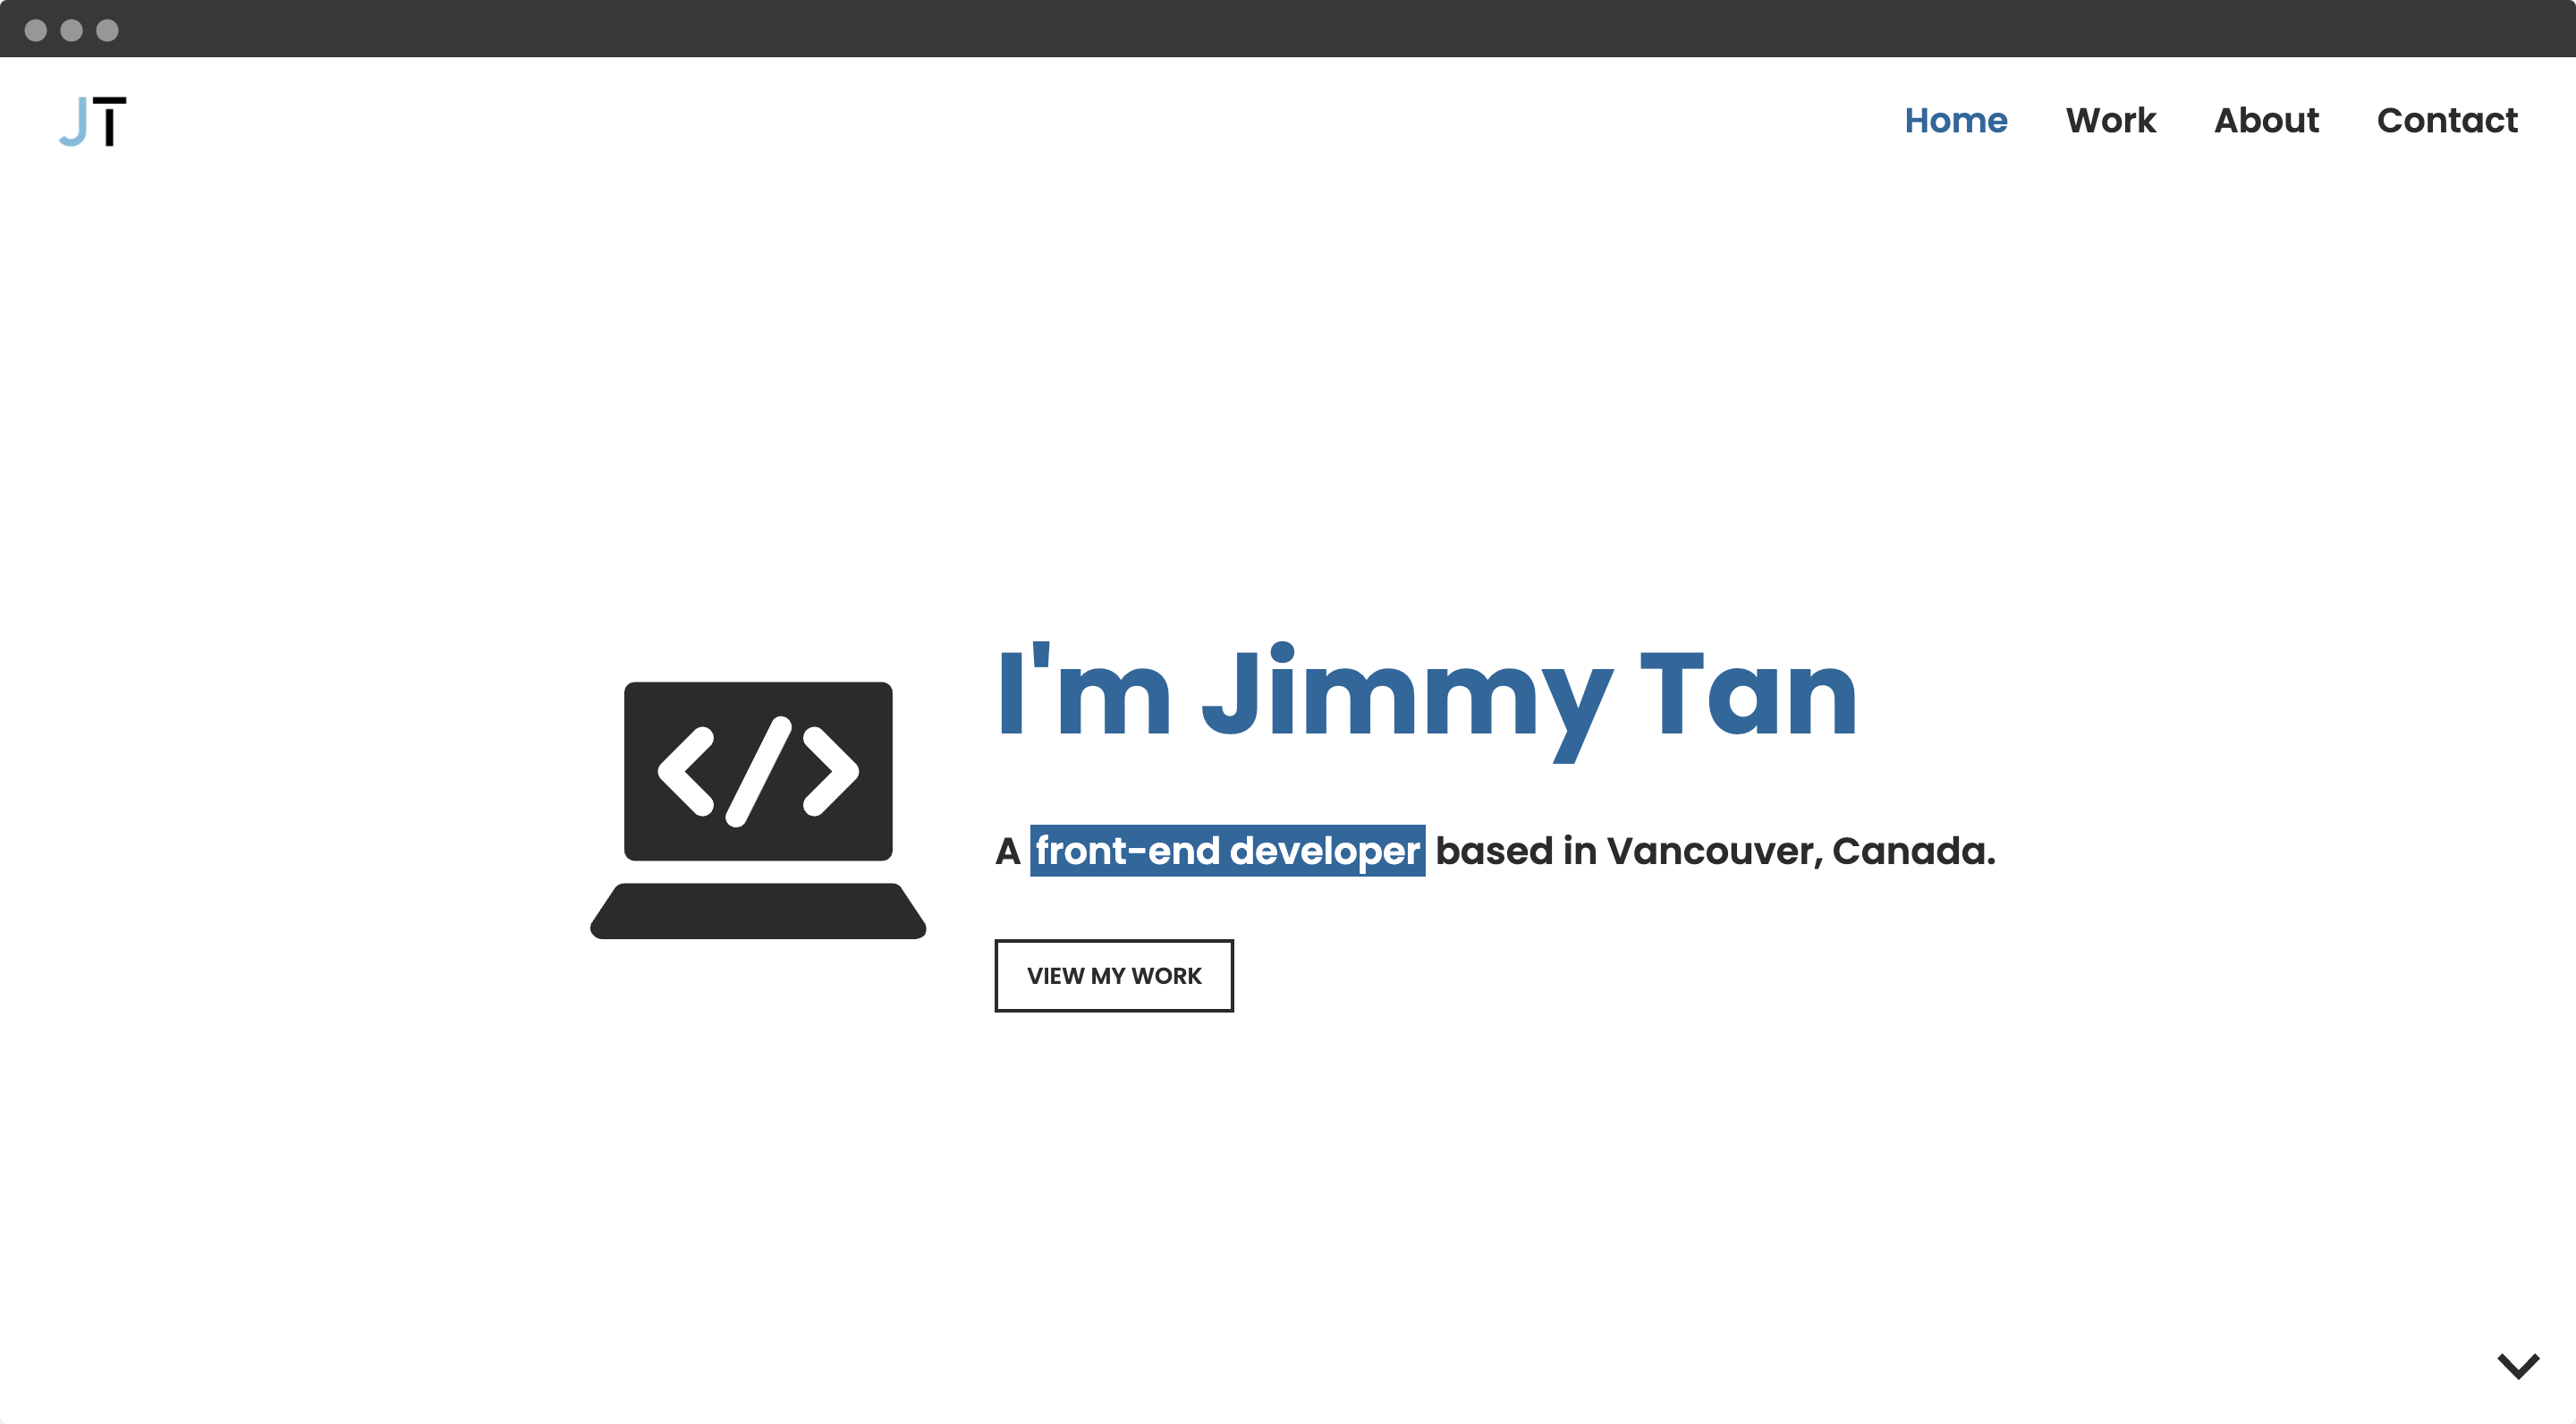 JT
Home Work About Contact
</>
I'm Jimmy Tan
A front-end developer based in Vancouver, Canada.
VIEW MY WORK